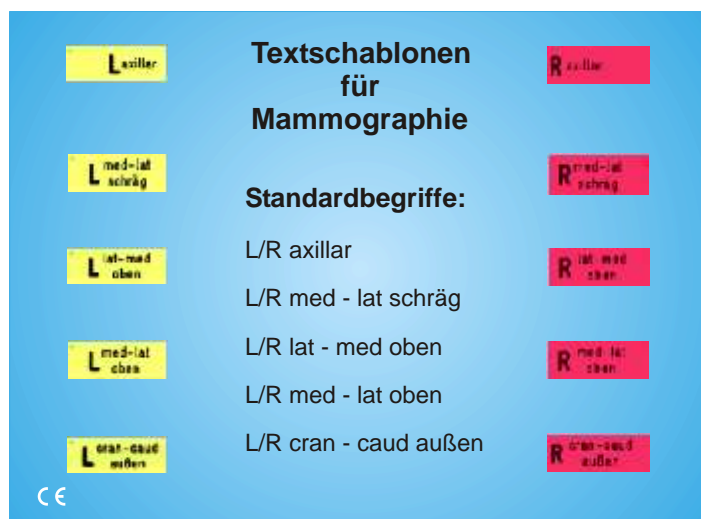 L axillar
L med-lat
schräg
L lat-med
oben
L med-lat
oben
L cran-caud
außen
Textschablonen
für
Mammographie
Standardbegriffe:
L/R axillar
L/R med - lat schräg
L/R lat - med oben
L/R med - lat oben
L/R cran - caud außen
R axillar
R med-lat
schräg
R lat-med
oben
R med-lat
oben
R cran-caud
außen
CE